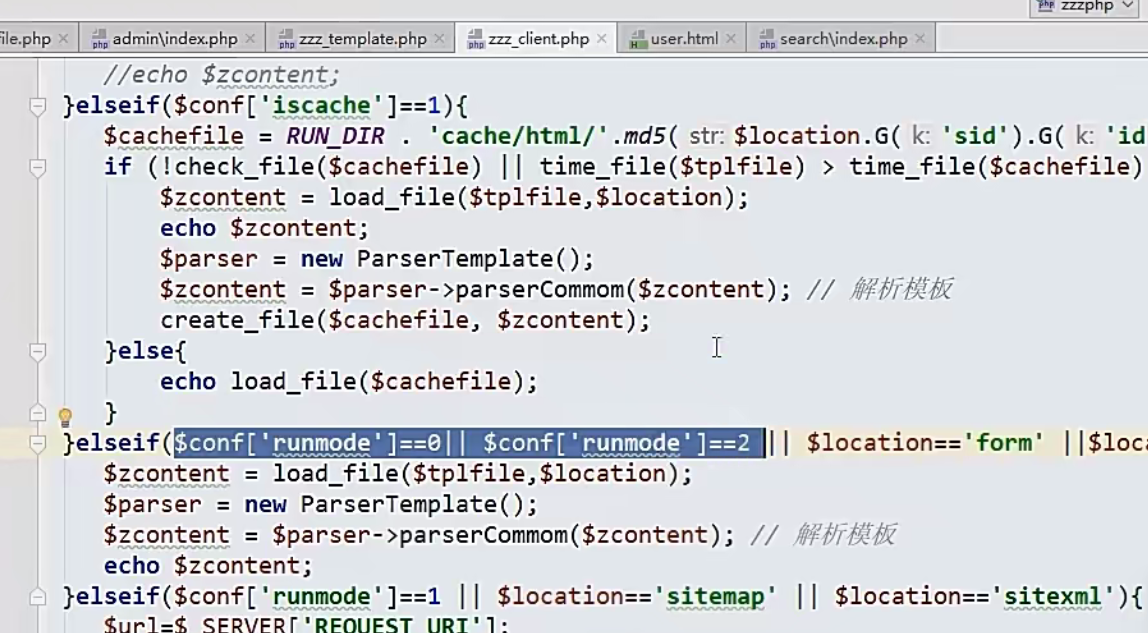 zzzphp
file.php admin\index.php zzz_template.php zzz_client.php user.html search\index.php
//echo $zcontent;
}elseif($conf['iscache']==1){
$cachefile = RUN_DIR . 'cache/html/'.md5( str: $location.G( k: 'sid').G( k: 'id
if (!check_file($cachefile) || time_file($tplfile) > time_file($cachefile)
$zcontent = load_file($tplfile,$location);
echo $zcontent;
$parser = new ParserTemplate();
$zcontent = $parser->parserCommom($zcontent); // 解析模板
create_file($cachefile, $zcontent);
}else{
echo load_file($cachefile);
}
}elseif($conf['runmode']==0|| $conf['runmode']==2 || $location=='form' ||$loca
$zcontent = load_file($tplfile,$location);
$parser = new ParserTemplate();
$zcontent = $parser->parserCommom($zcontent); // 解析模板
echo $zcontent;
}elseif($conf['runmode']==1 || $location=='sitemap' || $location=='sitexml'){
$url=$_SERVER['REQUEST_URI'];